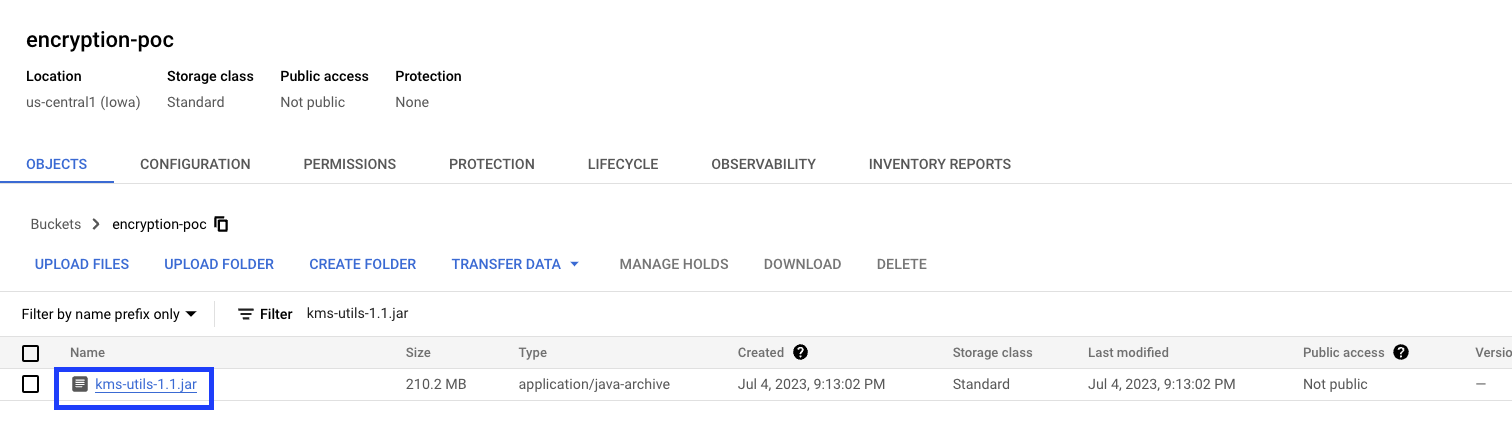 encryption-poc
Location Storage class Public access Protection
us-central1 (Iowa) Standard Not public None
OBJECTS CONFIGURATION PERMISSIONS PROTECTION LIFECYCLE OBSERVABILITY INVENTORY REPORTS
Buckets encryption-poc
UPLOAD FILES UPLOAD FOLDER CREATE FOLDER TRANSFER DATA MANAGE HOLDS DOWNLOAD DELETE
Filter by name prefix only Filter kms-utils-1.1.jar
Name Size Type Created Storage class Last modified Public access Versio
kms-utils-1.1.jar 210.2 MB application/java-archive Jul 4, 2023, 9:13:02 PM Standard Jul 4, 2023, 9:13:02 PM Not public —